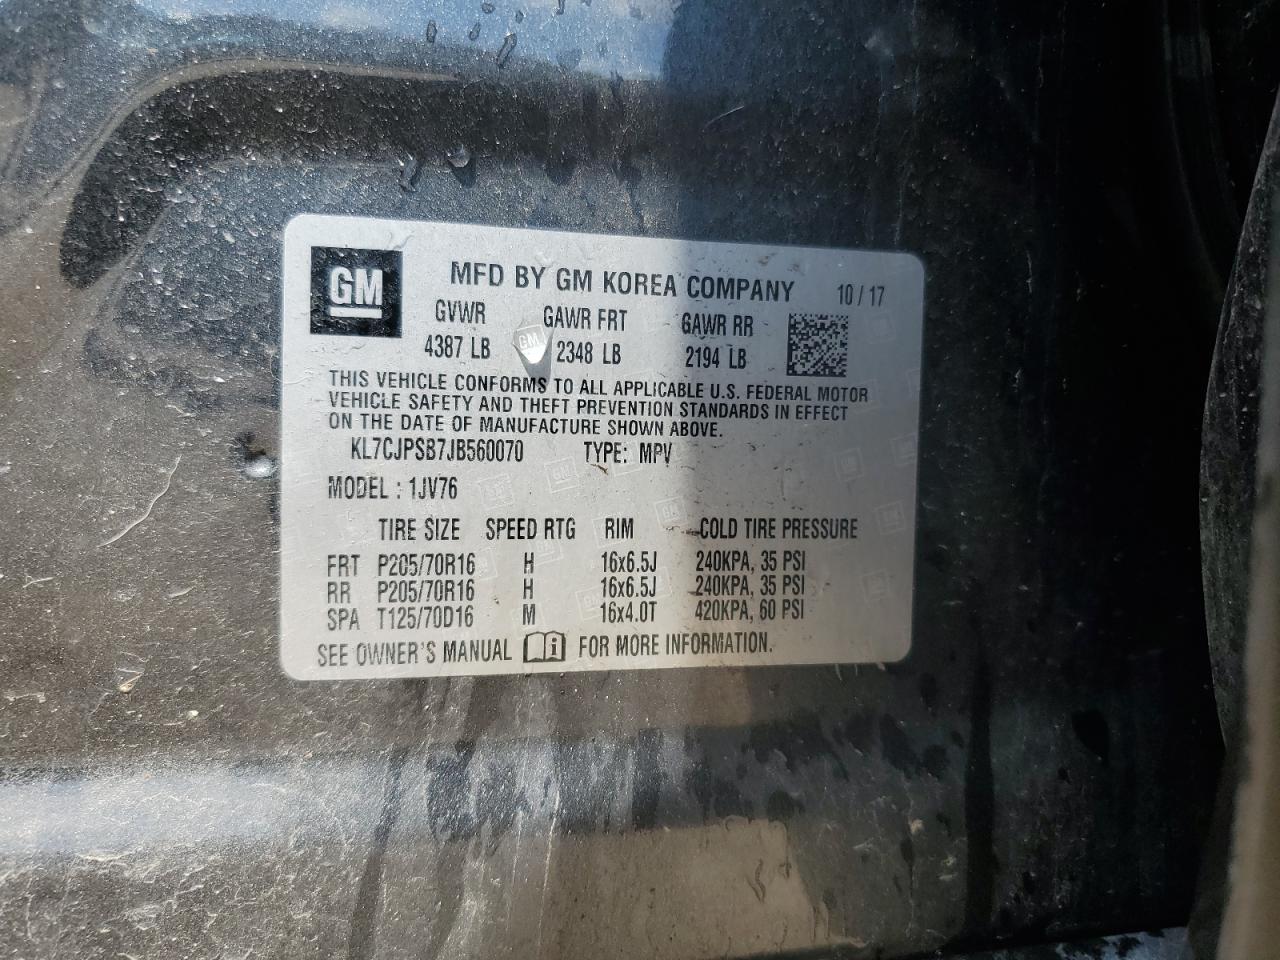 GM
MFD BY GM KOREA COMPANY 10/17
GVWR GAWR FRT GAWR RR
4387 LB GM 2348 LB 2194 LB
THIS VEHICLE CONFORMS TO ALL APPLICABLE U.S. FEDERAL MOTOR
VEHICLE SAFETY AND THEFT PREVENTION STANDARDS IN EFFECT
ON THE DATE OF MANUFACTURE SHOWN ABOVE.
KL7CJPSB7JB560070 TYPE: MPV
MODEL : 1JV76
TIRE SIZE SPEED RTG RIM COLD TIRE PRESSURE
FRT P205/70R16 H 16x6.5J 240KPA, 35 PSI
RR P205/70R16 H 16x6.5J 240KPA, 35 PSI
SPA T125/70D16 M 16x4.0T 420KPA, 60 PSI
SEE OWNER'S MANUAL i FOR MORE INFORMATION.